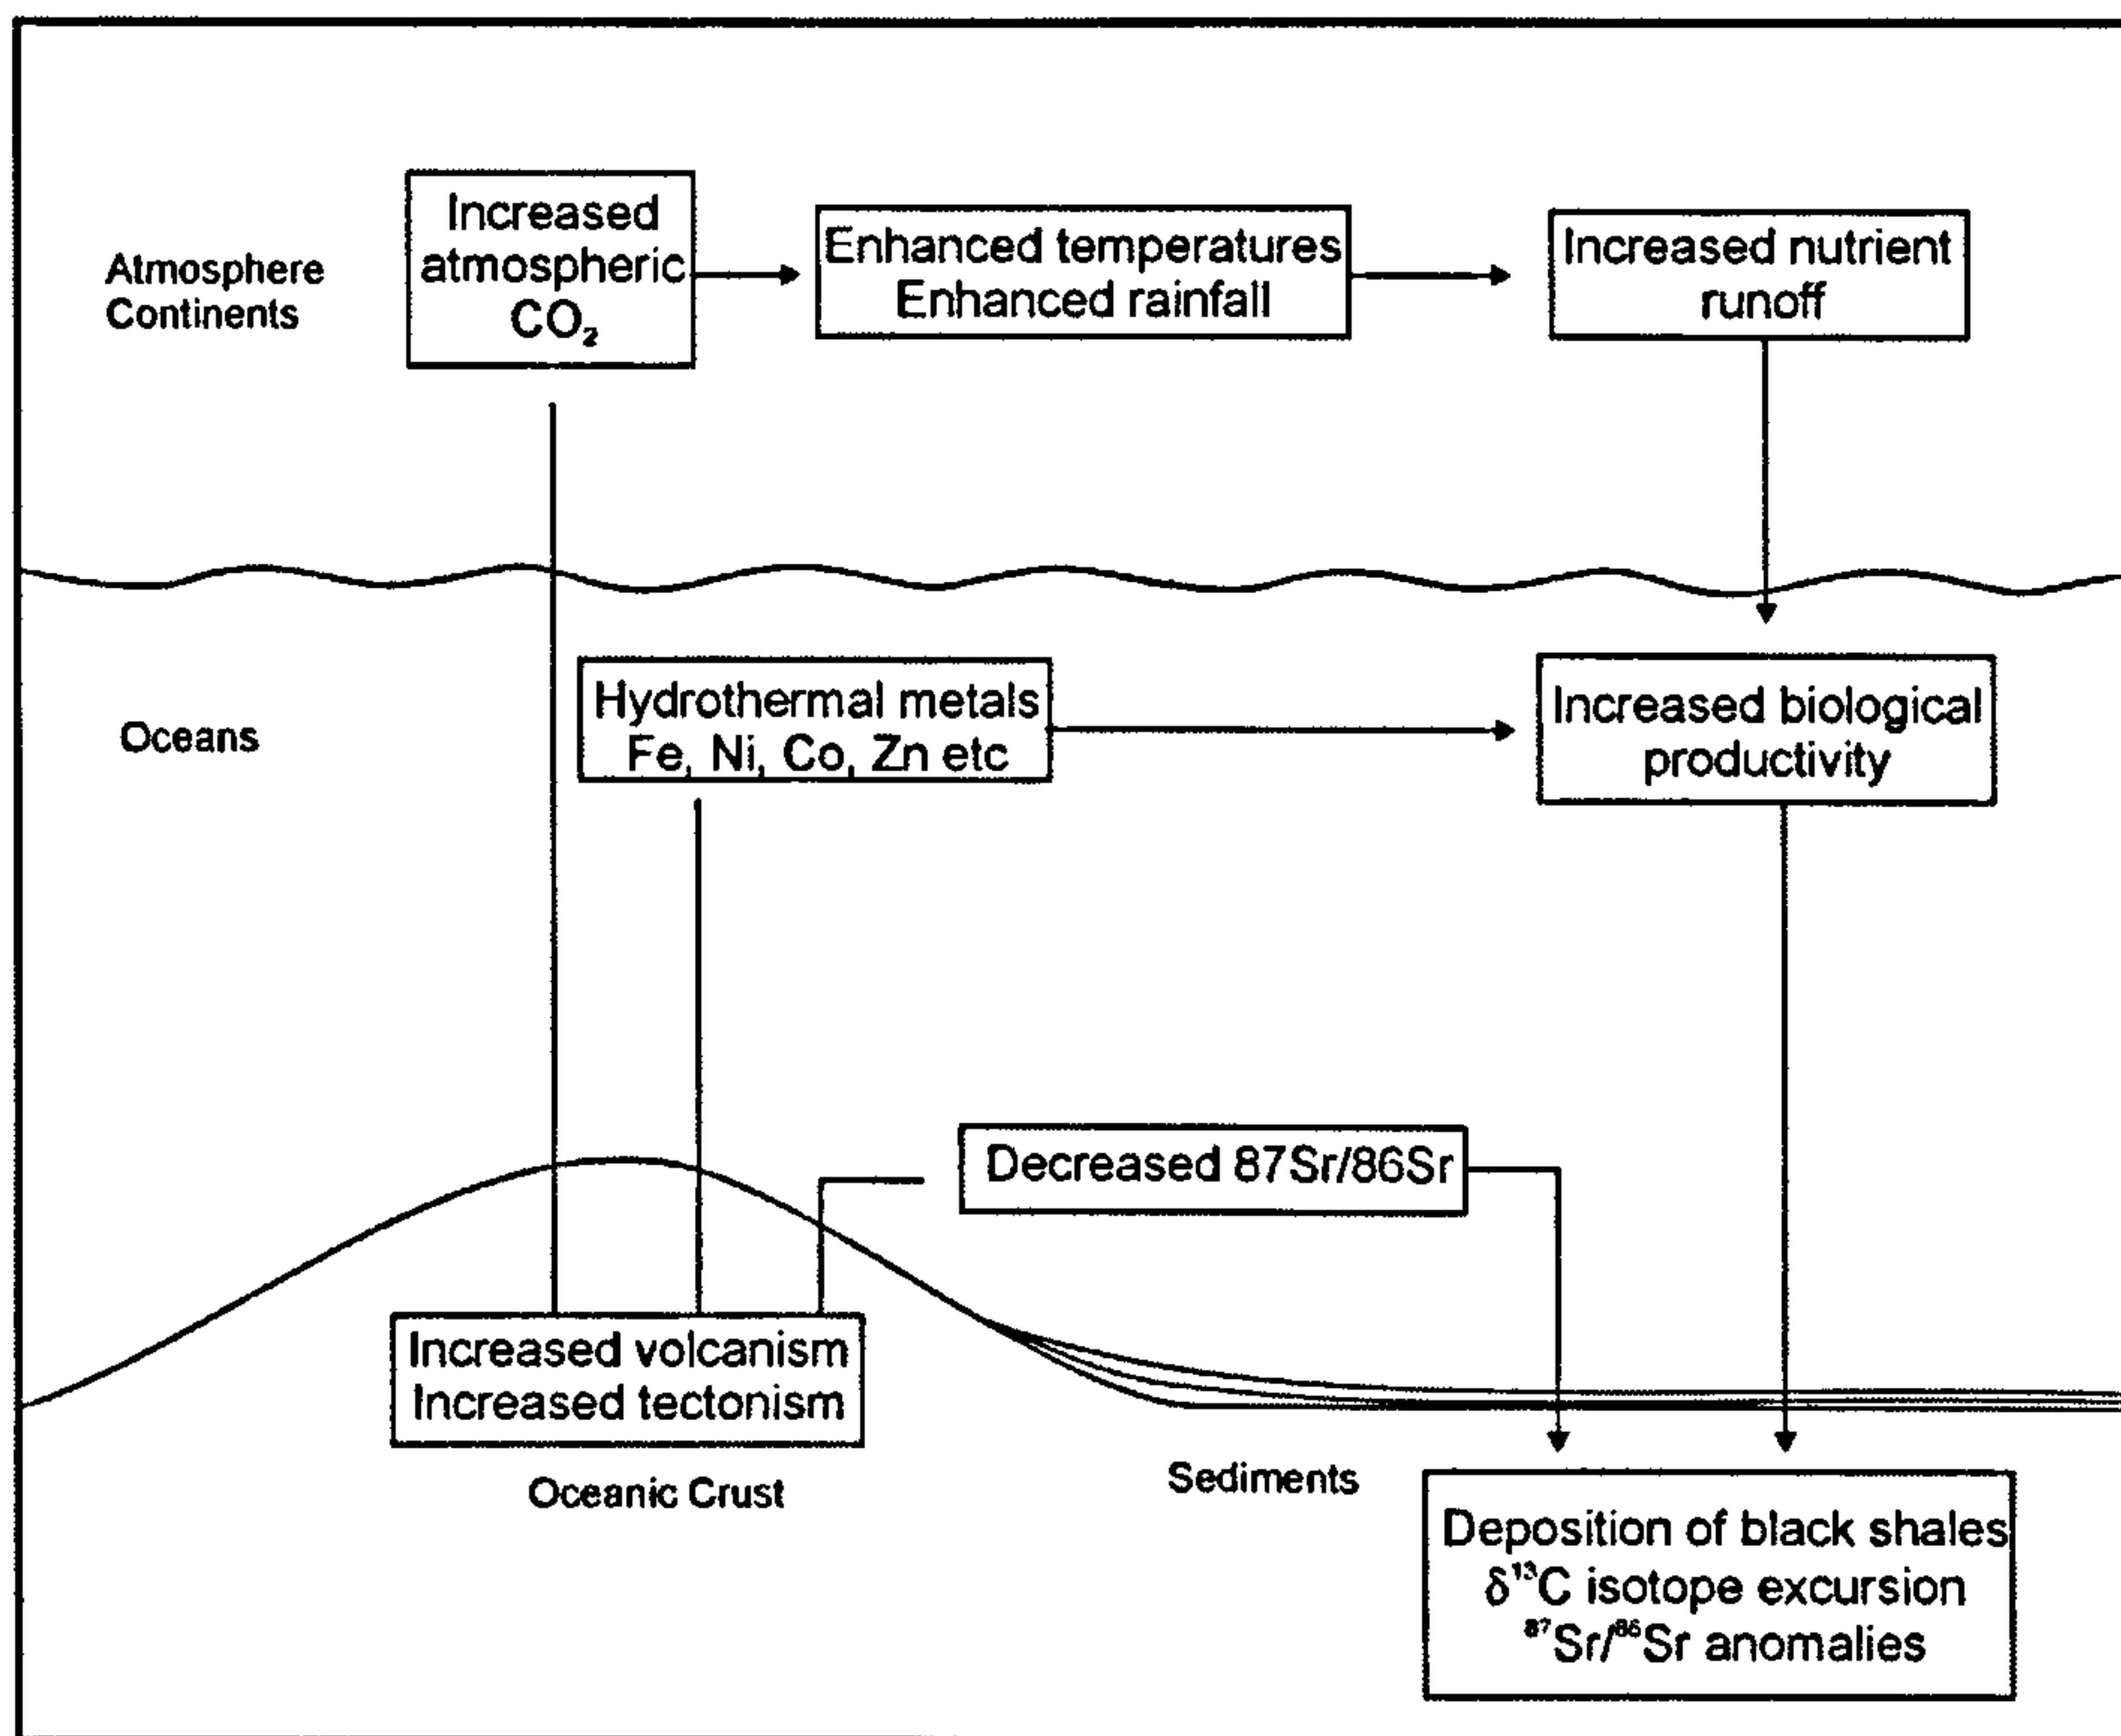 Increased
atmospheric
CO₂
Enhanced temperatures
Enhanced rainfall
Increased nutrient
runoff
Atmosphere
Continents
Hydrothermal metals
Fe, Ni, Co, Zn etc
Increased biological
productivity
Oceans
Decreased 87Sr/86Sr
Increased volcanism
Increased tectonism
Oceanic Crust
Sediments
Deposition of black shales
δ¹³C isotope excursion
⁸⁷Sr/⁸⁶Sr anomalies